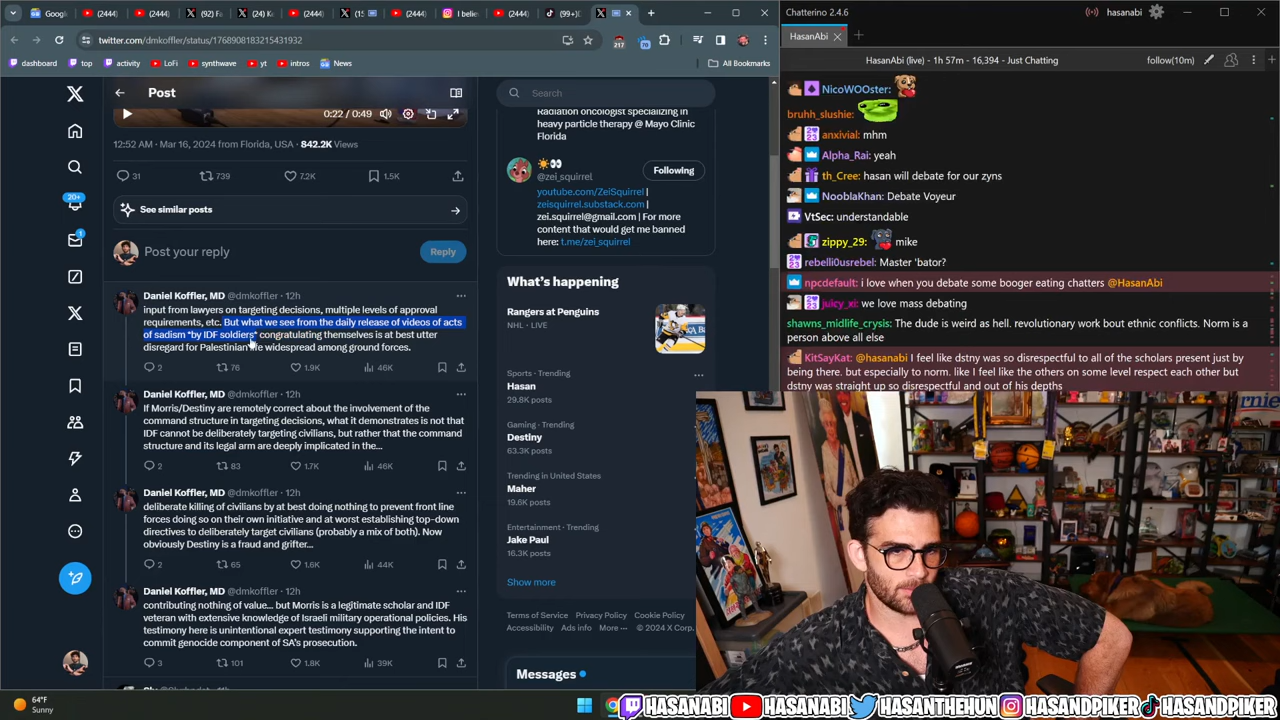 Googl
(2444)
(2444)
(92) Fa
(24) K
(2444)
(15
(2444)
I belie
(2444)
(99+)
Chatterino 2.4.6
hasanabi
twitter.com/dmkoffler/status/1768908183215431932
217
70
HasanAbi
dashboard
top
activity
LoFi
synthwave
yt
intros
News
All Bookmarks
HasanAbi (live) - 1h 57m - 16,394 - Just Chatting
follow(10m)
Post
Search
0:22 / 0:49
12:52 AM · Mar 16, 2024 from Florida, USA · 842.2K Views
31
739
7.2K
1.5K
See similar posts
20+
1
Post your reply
Reply
Daniel Koffler, MD @dmkoffler · 12h
input from lawyers on targeting decisions, multiple levels of approval
requirements, etc. But what we see from the daily release of videos of acts
of sadism *by IDF soldiers* congratulating themselves is at best utter
disregard for Palestinian life widespread among ground forces.
2
76
1.9K
46K
Daniel Koffler, MD @dmkoffler · 12h
If Morris/Destiny are remotely correct about the involvement of the
command structure in targeting decisions, what it demonstrates is not that
IDF cannot be deliberately targeting civilians, but rather that the command
structure and its legal arm are deeply implicated in the...
2
83
1.7K
46K
Daniel Koffler, MD @dmkoffler · 12h
deliberate killing of civilians by at best doing nothing to prevent front line
forces doing so on their own initiative and at worst establishing top-down
directives to deliberately target civilians (probably a mix of both). Now
obviously Destiny is a fraud and grifter...
2
65
1.6K
44K
Daniel Koffler, MD @dmkoffler · 12h
contributing nothing of value... but Morris is a legitimate scholar and IDF
veteran with extensive knowledge of Israeli military operational policies. His
testimony here is unintentional expert testimony supporting the intent to
commit genocide component of SA's prosecution.
3
101
1.8K
39K
Radiation oncologist specializing in
heavy particle therapy @ Mayo Clinic
Florida
@zei_squirrel
Following
youtube.com/ZeiSquirrel |
zeisquirrel.substack.com |
zei.squirrel@gmail.com | For more
content that would get me banned
here: t.me/zei_squirrel
What's happening
Rangers at Penguins
NHL · LIVE
Sports · Trending
Hasan
29.8K posts
Gaming · Trending
Destiny
63.3K posts
Trending in United States
Maher
19.6K posts
Entertainment · Trending
Jake Paul
16.3K posts
Show more
Terms of Service Privacy Policy Cookie Policy
Accessibility Ads info More ··· © 2024 X Corp.
Messages
NicoWOOster:
bruhh_slushie:
anxivial: mhm
Alpha_Rai: yeah
th_Cree: hasan will debate for our zyns
NooblaKhan: Debate Voyeur
VtSec: understandable
zippy_29: mike
rebelli0usrebel: Master 'bator?
npcdefault: i love when you debate some booger eating chatters @HasanAbi
juicy_xi: we love mass debating
shawns_midlife_crysis: The dude is weird as hell. revolutionary work bout ethnic conflicts. Norm is a
person above all else
KitSayKat: @hasanabi I feel like dstny was so disrespectful to all of the scholars present just by
being there. but especially to norm. like I feel like the others on some level respect each other but
dstny was straight up so disrespectful and out of his depths
64°F
Sunny
HASANABI
HASANABI
HASANTHEHUN
HASANDPIKER
HASANDPIKER